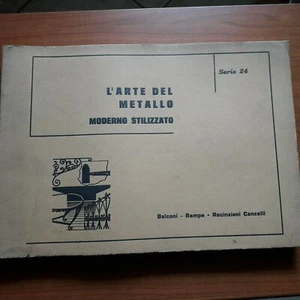 Serie 24
L'ARTE DEL
METALLO
MODERNO STILIZZATO
Balconi - Rampe - Recinzioni Cancelli